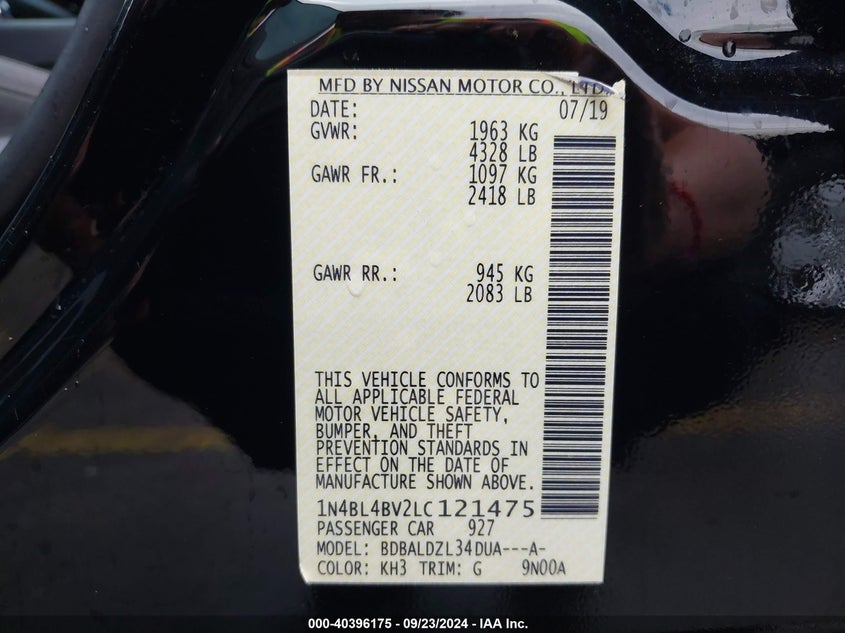 MFD BY NISSAN MOTOR CO., LTD.
DATE: 07/19
GVWR: 1963 KG
4328 LB
GAWR FR.: 1097 KG
2418 LB
GAWR RR.: 945 KG
2083 LB
THIS VEHICLE CONFORMS TO
ALL APPLICABLE FEDERAL
MOTOR VEHICLE SAFETY,
BUMPER, AND THEFT
PREVENTION STANDARDS IN
EFFECT ON THE DATE OF
MANUFACTURE SHOWN ABOVE.
1N4BL4BV2LC121475
PASSENGER CAR 927
MODEL: BDBALDZL34DUA---A-
COLOR: KH3 TRIM: G 9N00A
000-40396175 - 09/23/2024 - IAA Inc.